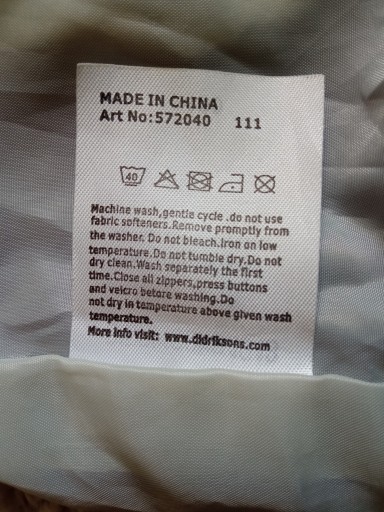 MADE IN CHINA
Art No:572040 111
40
Machine wash,gentle cycle .do not use
fabric softeners.Remove promptly from
the washer. Do not bleach.Iron on low
temperature.Do not tumble dry.Do not
dry clean.Wash separately the first
time.Close all zippers,press buttons
and velcro before washing.Do
not dry in temperature above given wash
temperature.
More info visit: www.didriksons.com